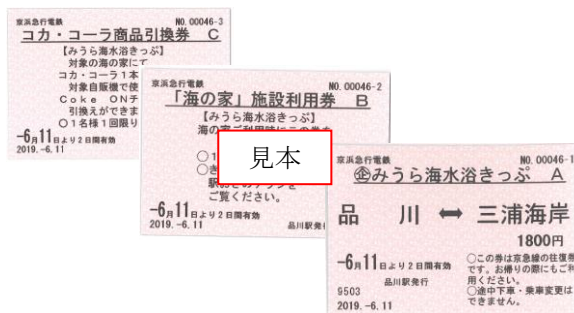 京浜急行電鉄 NO.00046-3
コカ・コーラ商品引換券 C
【みうら海水浴きっぷ】
対象の海の家にて
コカ・コーラ1本
対象自販機で使
Coke ONチ
引換えができま
○1名様1回限り
-6月11日より2日間有効
2019.-6.11
京浜急行電鉄 NO.00046-2
「海の家」施設利用券 B
【みうら海水浴きっぷ】
○1
○き
ご覧ください。
-6月11日より2日間有効
2019.-6.11 品川駅発行
見本
京浜急行電鉄 NO.00046-1
企みうら海水浴きっぷ A
品 川 ⬌ 三浦海岸
1800円
-6月11日より2日間有効
品川駅発行
9503
2019.-6.11
○この券は京急線の往復券
です。お帰りの際にもご利
用ください。
○途中下車・乗車変更は
できません。